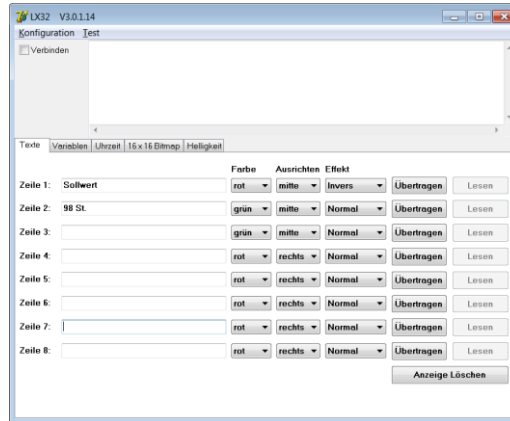 LX32 V3.0.1.14
Konfiguration Test
Verbinden
Texte Variablen Uhrzeit 16 x 16 Bitmap Helligkeit
Farbe Ausrichten Effekt
Zeile 1: Sollwert rot mitte Invers Übertragen Lesen
Zeile 2: 98 St. grün mitte Normal Übertragen Lesen
Zeile 3: grün mitte Normal Übertragen Lesen
Zeile 4: rot rechts Normal Übertragen Lesen
Zeile 5: rot rechts Normal Übertragen Lesen
Zeile 6: rot rechts Normal Übertragen Lesen
Zeile 7: rot rechts Normal Übertragen Lesen
Zeile 8: rot rechts Normal Übertragen Lesen
Anzeige Löschen